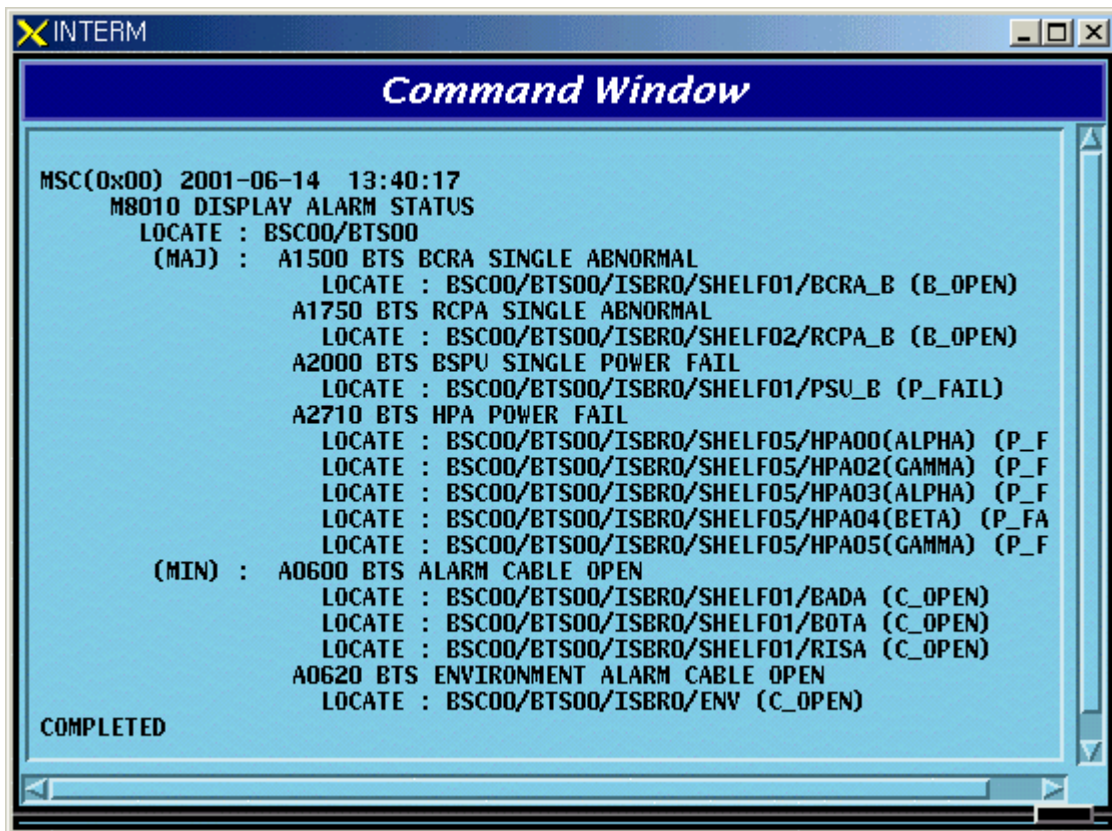 INTERM
Command Window
MSC(0x00) 2001-06-14 13:40:17
M8010 DISPLAY ALARM STATUS
LOCATE : BSC00/BTS00
(MAJ) : A1500 BTS BCRA SINGLE ABNORMAL
LOCATE : BSC00/BTS00/ISBR0/SHELF01/BCRA_B (B_OPEN)
A1750 BTS RCPA SINGLE ABNORMAL
LOCATE : BSC00/BTS00/ISBR0/SHELF02/RCPA_B (B_OPEN)
A2000 BTS BSPU SINGLE POWER FAIL
LOCATE : BSC00/BTS00/ISBR0/SHELF01/PSU_B (P_FAIL)
A2710 BTS HPA POWER FAIL
LOCATE : BSC00/BTS00/ISBR0/SHELF05/HPA00(ALPHA) (P_F
LOCATE : BSC00/BTS00/ISBR0/SHELF05/HPA02(GAMMA) (P_F
LOCATE : BSC00/BTS00/ISBR0/SHELF05/HPA03(ALPHA) (P_F
LOCATE : BSC00/BTS00/ISBR0/SHELF05/HPA04(BETA) (P_FA
LOCATE : BSC00/BTS00/ISBR0/SHELF05/HPA05(GAMMA) (P_F
(MIN) : A0600 BTS ALARM CABLE OPEN
LOCATE : BSC00/BTS00/ISBR0/SHELF01/BADA (C_OPEN)
LOCATE : BSC00/BTS00/ISBR0/SHELF01/BOTA (C_OPEN)
LOCATE : BSC00/BTS00/ISBR0/SHELF01/RISA (C_OPEN)
A0620 BTS ENVIRONMENT ALARM CABLE OPEN
LOCATE : BSC00/BTS00/ISBR0/ENV (C_OPEN)
COMPLETED